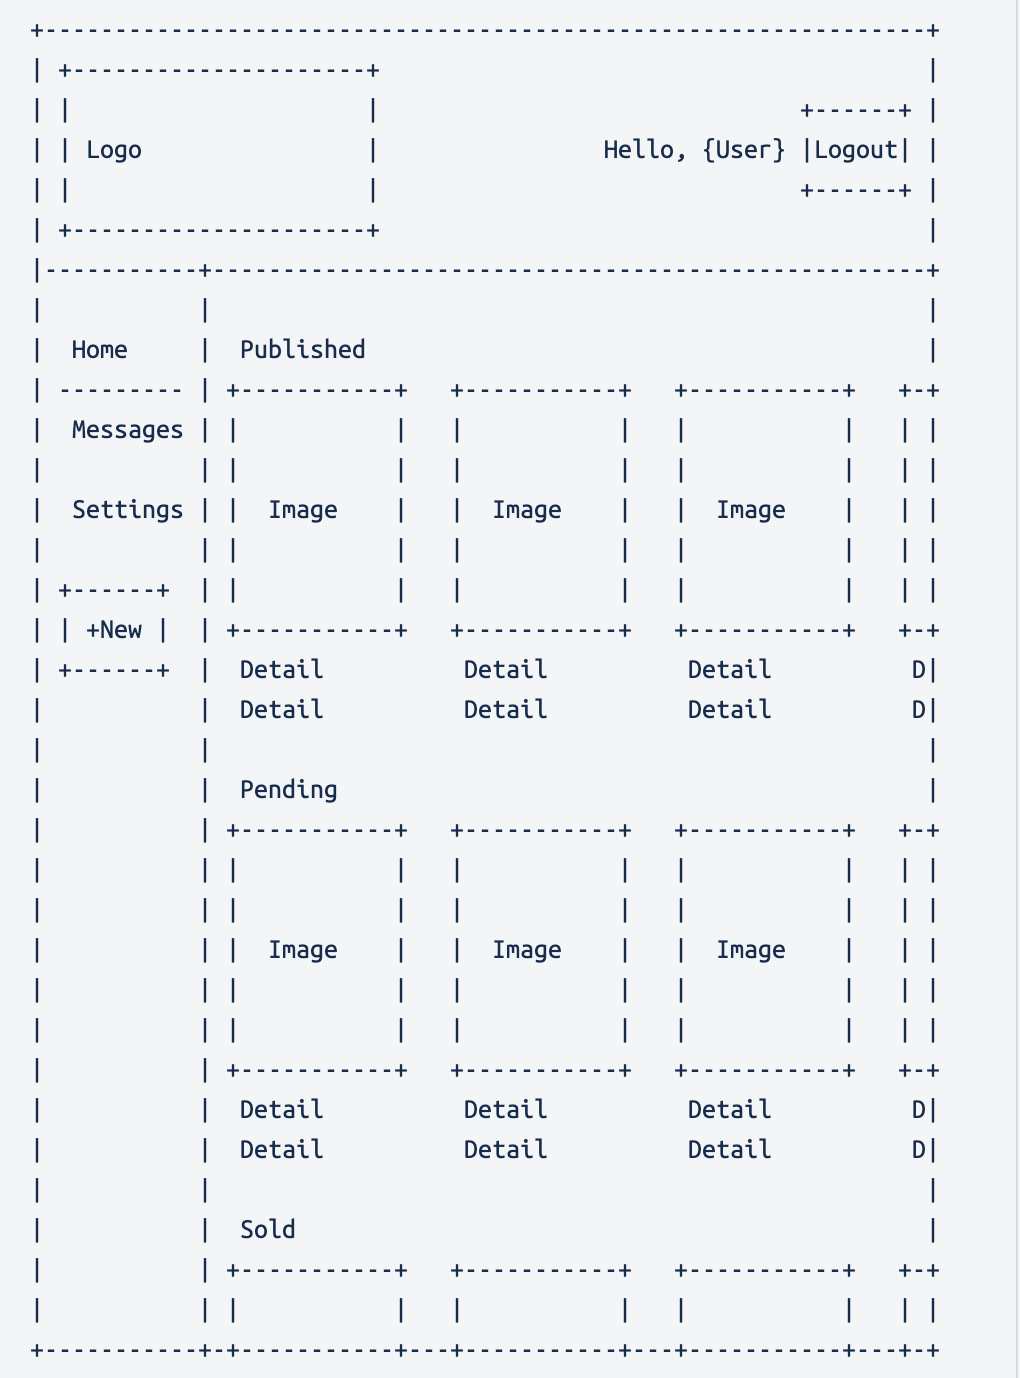 +---------------------------------------------------------------+
| +---------------------+                                       |
| |                     |                              +------+ |
| | Logo                |                Hello, {User} |Logout| |
| |                     |                              +------+ |
| +---------------------+                                       |
|-----------+---------------------------------------------------+
|           |                                                   |
|  Home     |  Published                                        |
| --------- | +-----------+   +-----------+   +-----------+   +-+
|  Messages | |           |   |           |   |           |   | |
|           | |           |   |           |   |           |   | |
|  Settings | |  Image    |   |  Image    |   |  Image    |   | |
|           | |           |   |           |   |           |   | |
| +------+  | |           |   |           |   |           |   | |
| | +New |  | +-----------+   +-----------+   +-----------+   +-+
| +------+  |  Detail          Detail          Detail          D|
|           |  Detail          Detail          Detail          D|
|           |                                                   |
|           |  Pending                                          |
|           | +-----------+   +-----------+   +-----------+   +-+
|           | |           |   |           |   |           |   | |
|           | |           |   |           |   |           |   | |
|           | |  Image    |   |  Image    |   |  Image    |   | |
|           | |           |   |           |   |           |   | |
|           | |           |   |           |   |           |   | |
|           | +-----------+   +-----------+   +-----------+   +-+
|           |  Detail          Detail          Detail          D|
|           |  Detail          Detail          Detail          D|
|           |                                                   |
|           |  Sold                                             |
|           | +-----------+   +-----------+   +-----------+   +-+
|           | |           |   |           |   |           |   | |
+-----------+-+-----------+---+-----------+---+-----------+---+-+